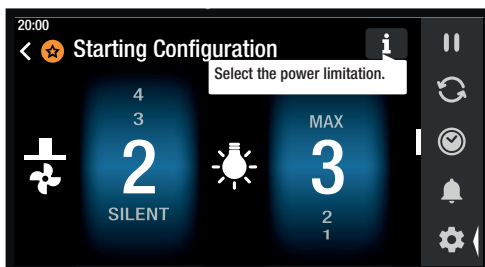 20:00
Starting Configuration
i
Select the power limitation.
4
3
2
SILENT
MAX
3
2
1